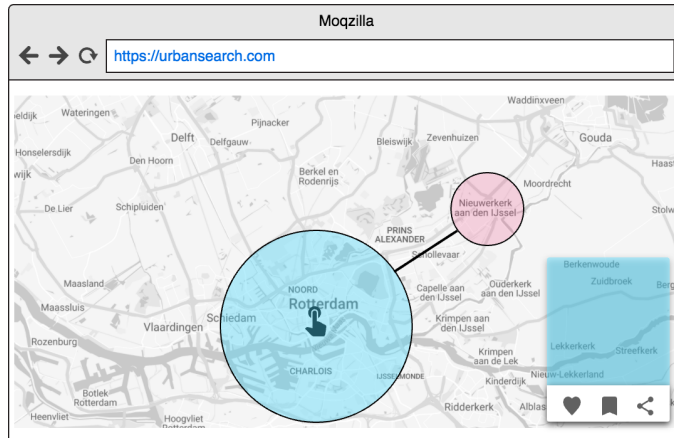 Moqzilla
https://urbansearch.com
Waddinxveen
Wateringen
Pijnacker
Delft
Delfgauw
Bleiswijk
Zevenhuizen
Gouda
Honselersdijk
Den Hoorn
wijk
Berkel en
Rodenrijs
Moordrecht
De Lier
Schipluiden
Nieuwerkerk
aan den IJssel
PRINS
ALEXANDER
Schollevaar
Berkenwoude
Maasland
NOORD
Capelle aan
den IJssel
Ouderkerk
aan den IJssel
Zuidbroek
Maassluis
Rotterdam
Vlaardingen
Schiedam
Krimpen aan
den IJssel
Rozenburg
Krimpen
aan de Lek
Lekkerkerk
Streefkerk
CHARLOIS
IJSSELMONDE
Kinderdijk
Nieuw-Lekkerland
Botlek
Rotterdam
Heenvliet
Hoogvliet
Rotterdam
Ridderkerk
Alblas